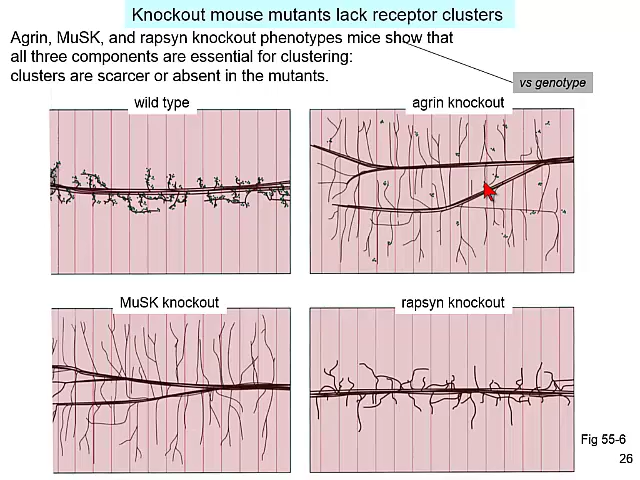 Knockout mouse mutants lack receptor clusters
Agrin, MuSK, and rapsyn knockout phenotypes mice show that
all three components are essential for clustering:
clusters are scarcer or absent in the mutants.
vs genotype
wild type
agrin knockout
MuSK knockout
rapsyn knockout
Fig 55-6
26